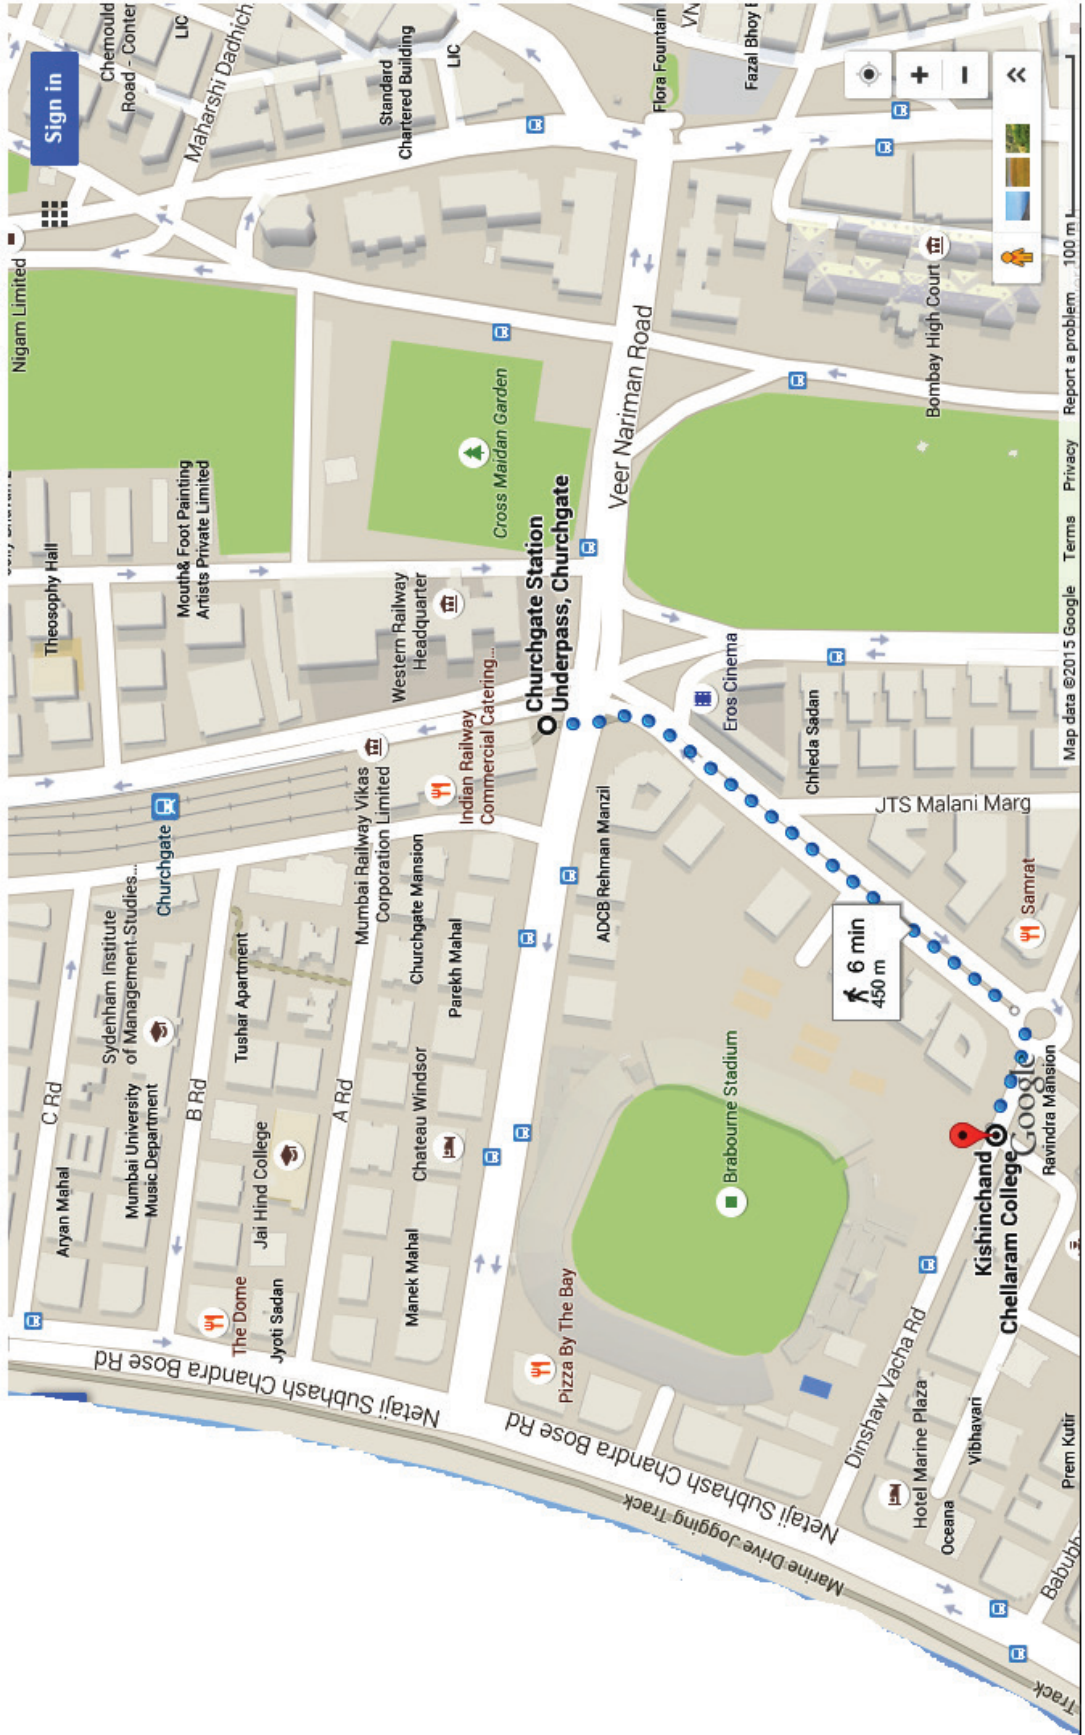 Sign in
Chemould
Road - Conter
LIC
Maharshi Dadhich
Standard
Chartered Building
LIC
Flora Fountain
VN
Fazal Bhoy
Nigam Limited
Theosophy Hall
Mouth& Foot Painting
Artists Private Limited
Cross Maidan Garden
Veer Nariman Road
Bombay High Court
Western Railway
Headquarter
Churchgate Station
Underpass, Churchgate
Indian Railway
Commercial Catering...
Eros Cinema
Chheda Sadan
JTS Malani Marg
Samrat
Churchgate
Mumbai Railway Vikas
Corporation Limited
Churchgate Mansion
Parekh Mahal
ADCB Rehman Manzil
6 min
450 m
Sydenham Institute
of Management-Studies...
Tushar Apartment
C Rd
B Rd
A Rd
Mumbai University
Music Department
Aryan Mahal
Jai Hind College
Chateau Windsor
Manek Mahal
Brabourne Stadium
The Dome
Jyoti Sadan
Pizza By The Bay
Netaji Subhash Chandra Bose Rd
Netaji Subhash Chandra Bose Rd
Netaji Subhash Chandra Bose Rd
Marine Drive Jogging Track
Track
Dinshaw Vacha Rd
Kishinchand
Chellaram College
Google
Ravindra Mansion
Hotel Marine Plaza
Oceana
Vibhavari
Prem Kutir
Babubh
Map data ©2015 Google
Terms
Privacy
Report a problem
100 m